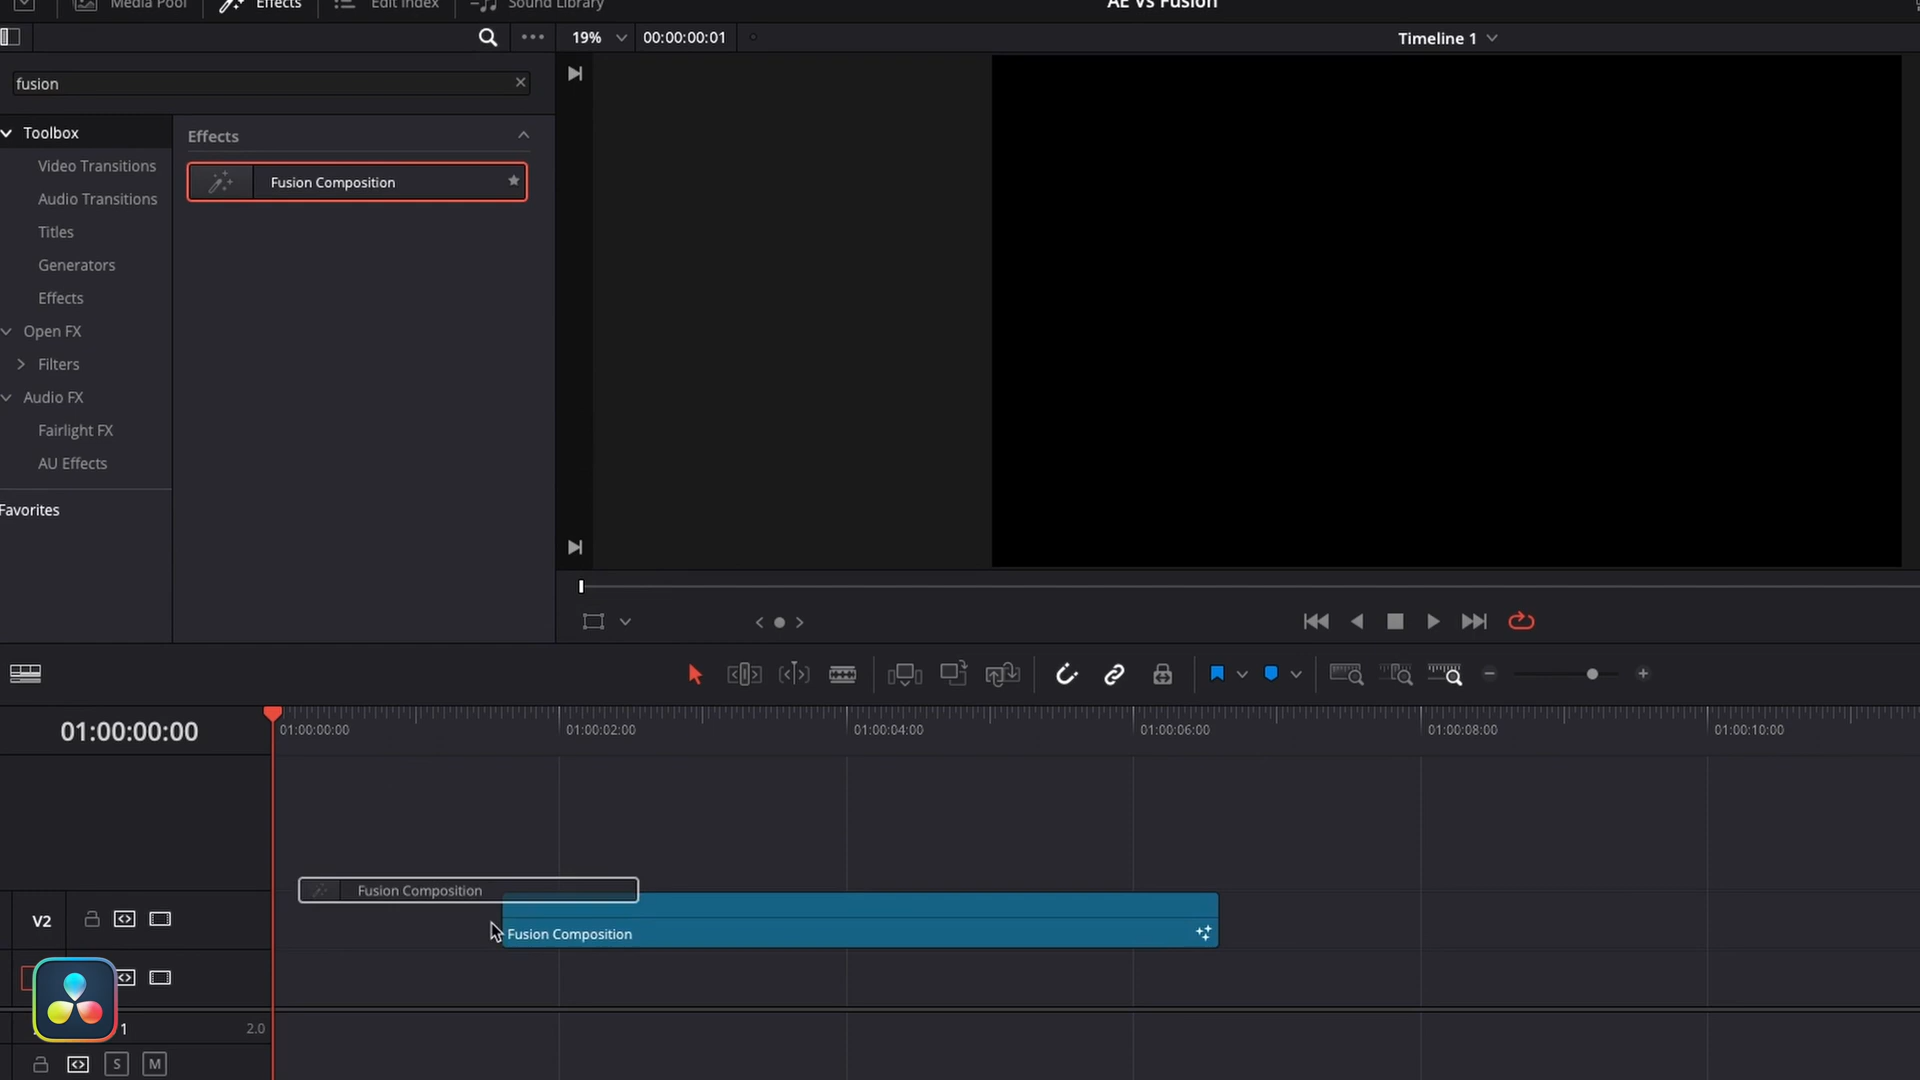 Media Pool
Effects
Edit Index
Sound Library
AE Vs Fusion
19%
00:00:00:01
Timeline 1
fusion
Toolbox
Video Transitions
Audio Transitions
Titles
Generators
Effects
Open FX
Filters
Audio FX
Fairlight FX
AU Effects
Favorites
Effects
Fusion Composition
01:00:00:00
01:00:00:00
01:00:02:00
01:00:04:00
01:00:06:00
01:00:08:00
01:00:10:00
Fusion Composition
V2
Fusion Composition
1
2.0
S
M